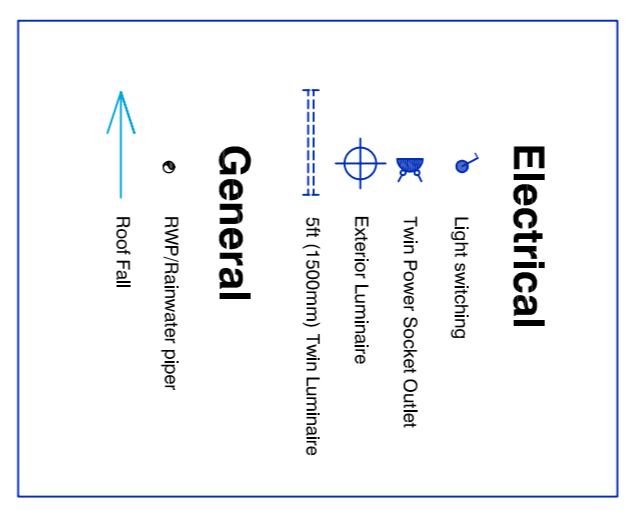 Electrical
Light switching
Twin Power Socket Outlet
Exterior Luminaire
5ft (1500mm) Twin Luminaire
General
RWP/Rainwater piper
Roof Fall